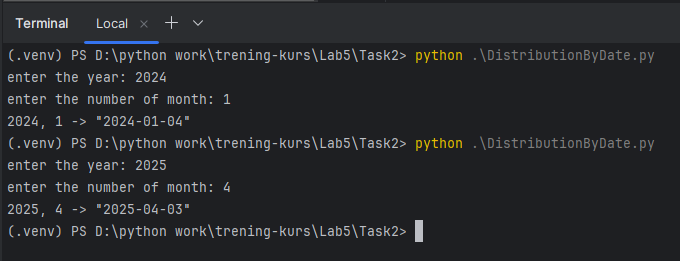 Terminal Local × + ∨
(.venv) PS D:\python work\trening-kurs\Lab5\Task2> python .\DistributionByDate.py
enter the year: 2024
enter the number of month: 1
2024, 1 -> "2024-01-04"
(.venv) PS D:\python work\trening-kurs\Lab5\Task2> python .\DistributionByDate.py
enter the year: 2025
enter the number of month: 4
2025, 4 -> "2025-04-03"
(.venv) PS D:\python work\trening-kurs\Lab5\Task2>